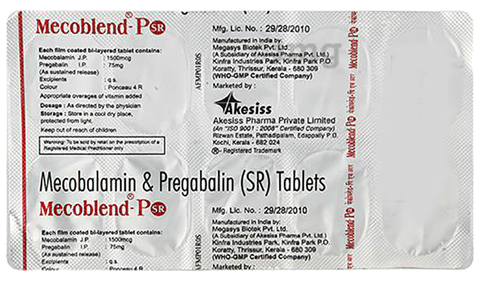 Mecoblend®-PSR
Each film coated bi-layered tablet contains:
Mecobalamin J.P. : 1500mcg
Pregabalin I.P. : 75mg
(As sustained release)
Excipients : q.s.
Colour : Ponceau 4 R
Appropriate overages of vitamin added
Dosage : As directed by the physician
Storage : Store in a cool dry place,
protected from light.
Keep out of reach of children
Warning: To be sold by retail on the prescription of a
Registered Medical Practitioner only
AFMP01RDS
Mfg. Lic. No. : 29/28/2010
Manufactured in India by:
Megasys Biotek Pvt. Ltd.
(A Subsidiary of Akesiss Pharma Pvt. Ltd.)
Kinfra Industries Park, Kinfra Park P.O.
Koratty, Thrissur, Kerala - 680 309
(WHO-GMP Certified Company)
Marketed by :
Akesiss
Akesiss Pharma Private Limited
(An "ISO 9001 : 2008" Certified Company)
Rizwan Estate, Pathadipalam, Edappally P.O.
Kochi, Kerala - 682 024
®- Registered Trademark
Mecobalamin & Pregabalin (SR) Tablets
Mecoblend®-PSR
Each film coated bi-layered tablet contains:
Mecobalamin J.P. : 1500mcg
Pregabalin I.P. : 75mg
(As sustained release)
Excipients : q.s.
Colour : Ponceau 4 R
AFMP01RDS
Mfg. Lic. No. : 29/28/2010
Manufactured in India by:
Megasys Biotek Pvt. Ltd.
(A Subsidiary of Akesiss Pharma Pvt. Ltd.)
Kinfra Industries Park, Kinfra Park P.O.
Koratty, Thrissur, Kerala - 680 309
(WHO-GMP Certified Company)
Marketed by :
Mecoblend®-P
Mecoblend®-P